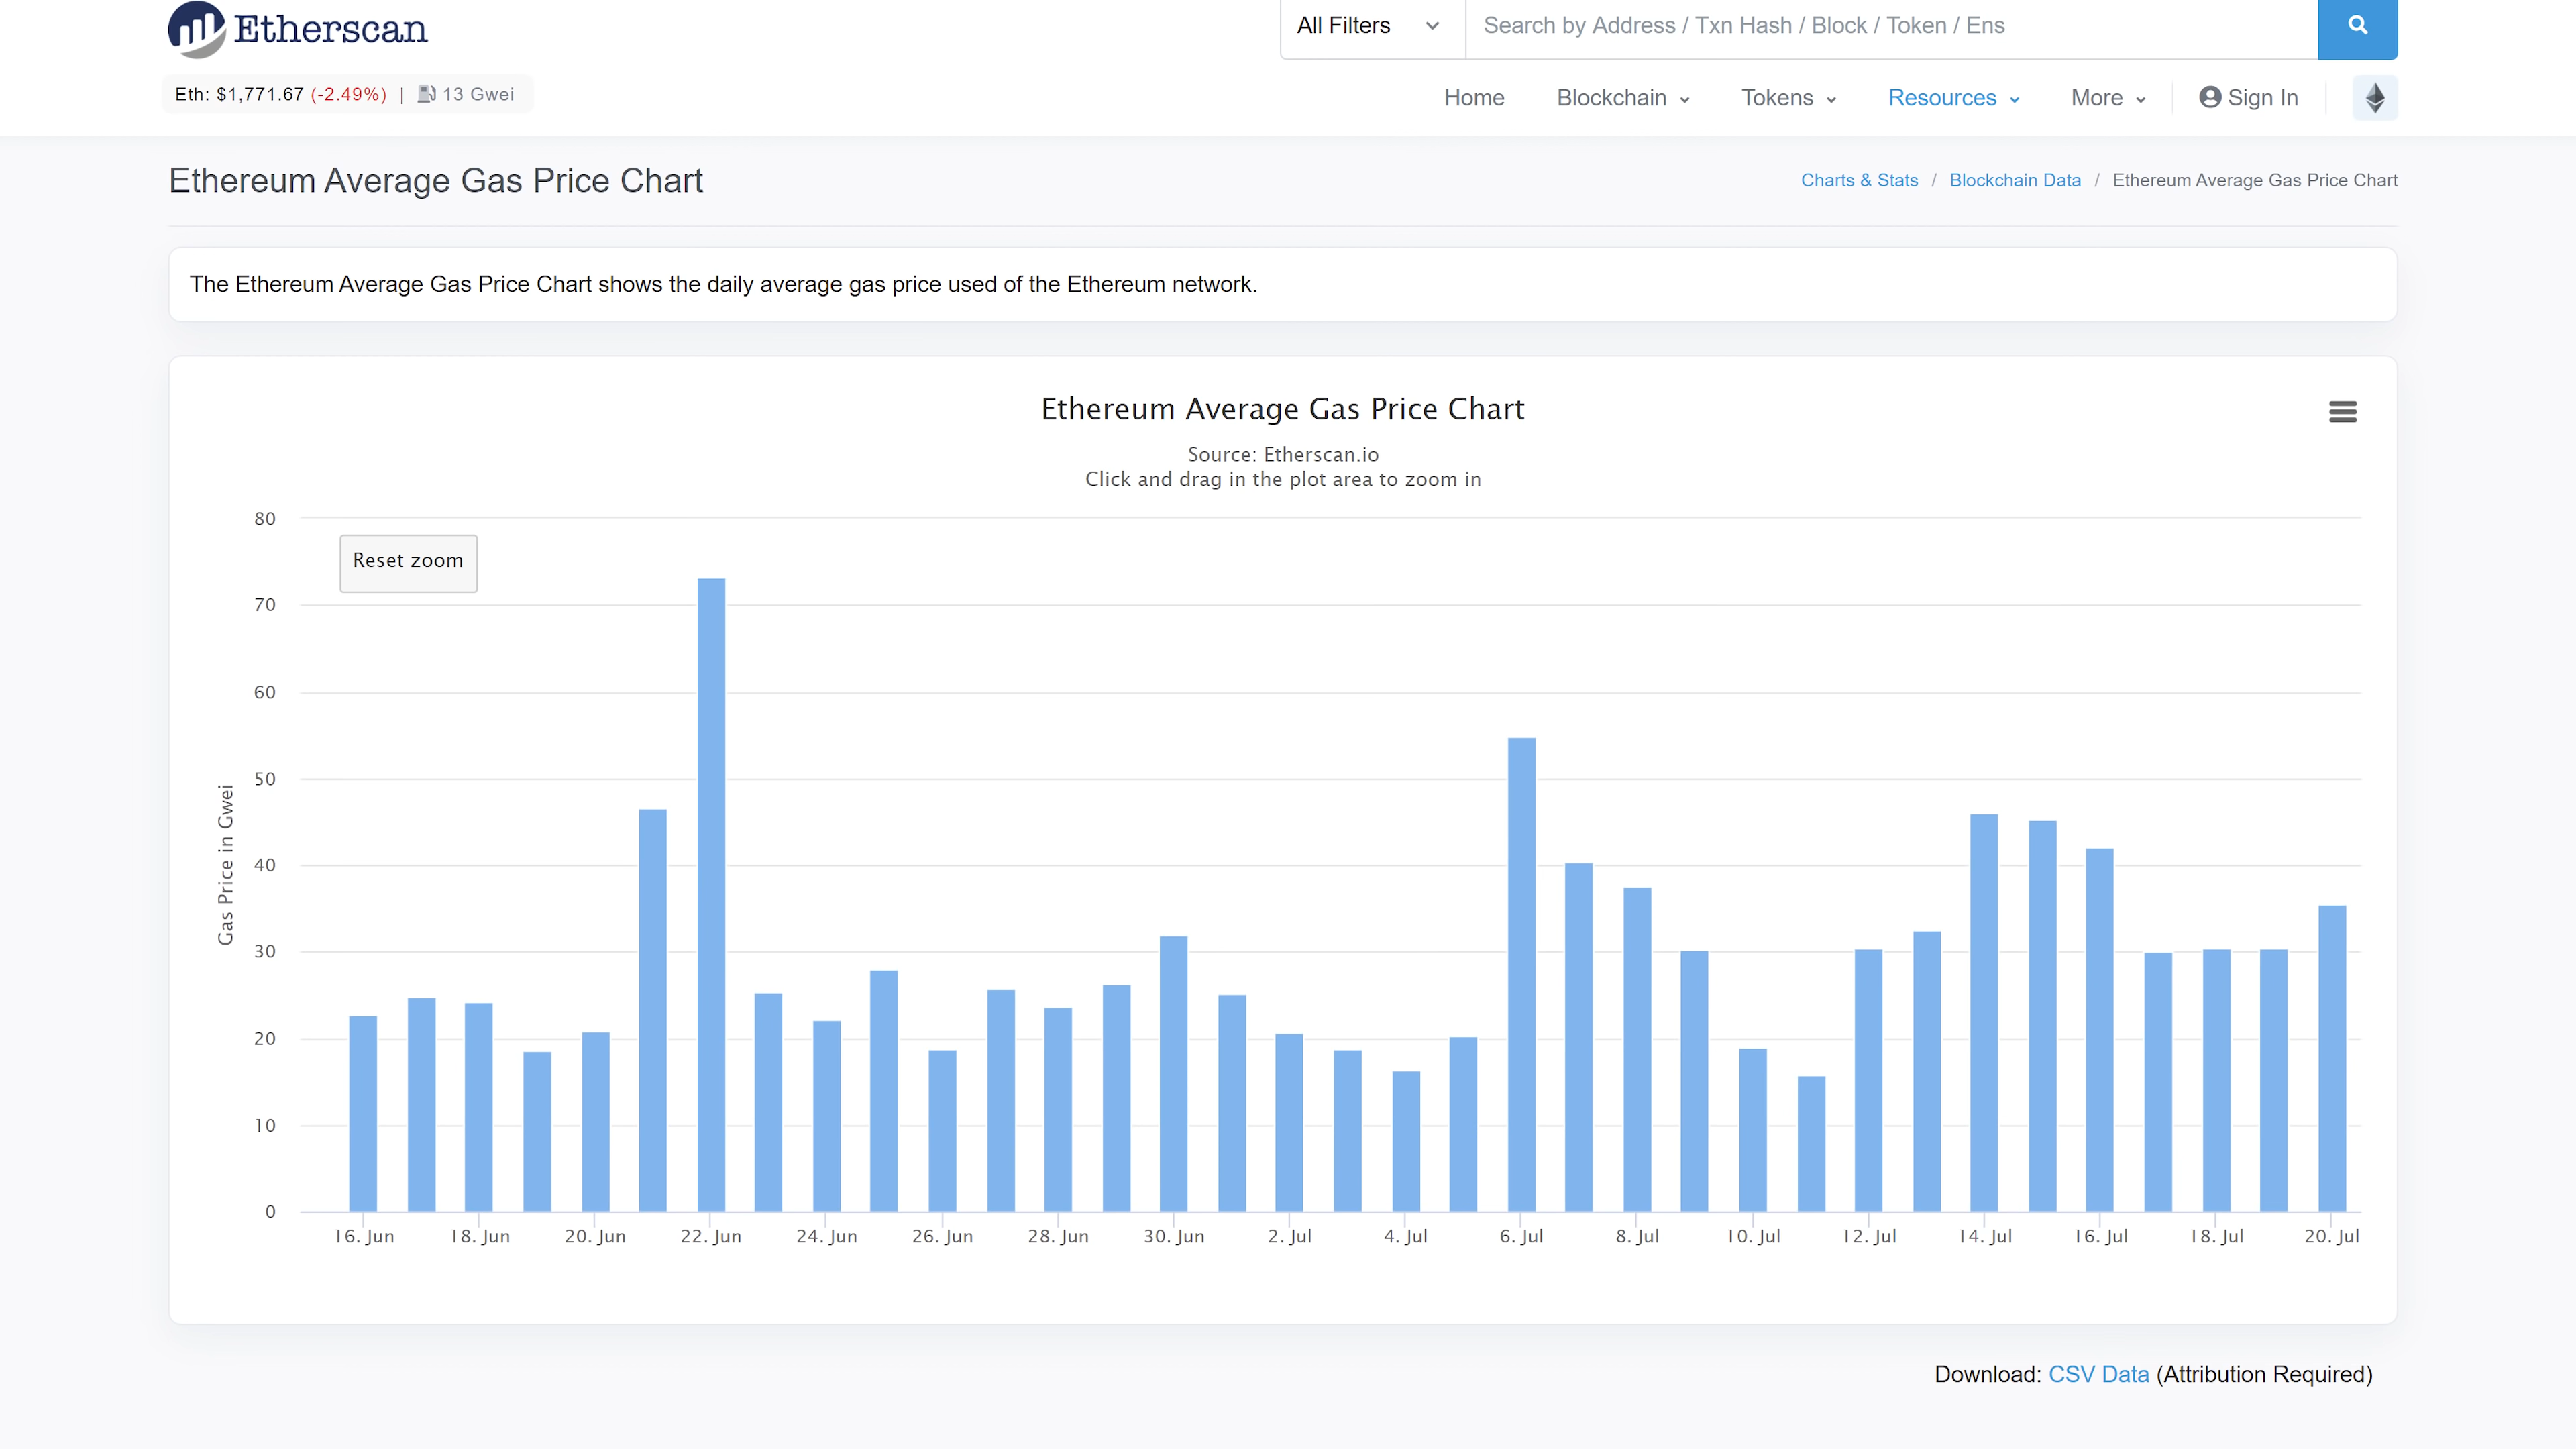 Etherscan
All Filters
Search by Address / Txn Hash / Block / Token / Ens
Eth: $1,771.67 (-2.49%) | 13 Gwei
Home Blockchain Tokens Resources More Sign In
Ethereum Average Gas Price Chart
Charts & Stats / Blockchain Data / Ethereum Average Gas Price Chart
The Ethereum Average Gas Price Chart shows the daily average gas price used of the Ethereum network.
Ethereum Average Gas Price Chart
Source: Etherscan.io
Click and drag in the plot area to zoom in
Reset zoom
Gas Price in Gwei
80
70
60
50
40
30
20
10
0
16. Jun 18. Jun 20. Jun 22. Jun 24. Jun 26. Jun 28. Jun 30. Jun 2. Jul 4. Jul 6. Jul 8. Jul 10. Jul 12. Jul 14. Jul 16. Jul 18. Jul 20. Jul
Download: CSV Data (Attribution Required)